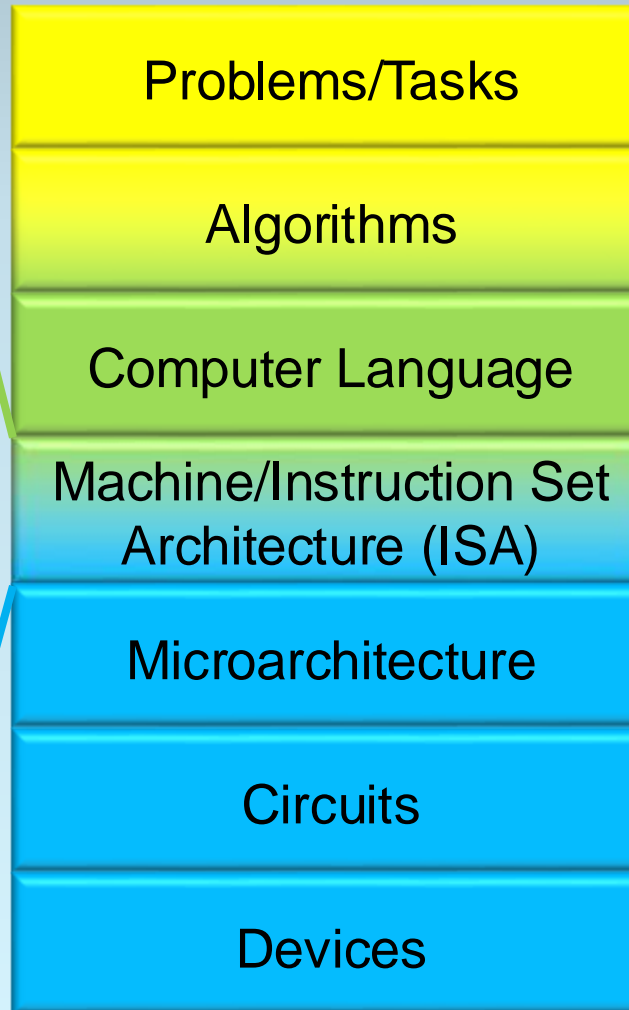 Problems/Tasks
Algorithms
Computer Language
Machine/Instruction Set
Architecture (ISA)
Microarchitecture
Circuits
Devices